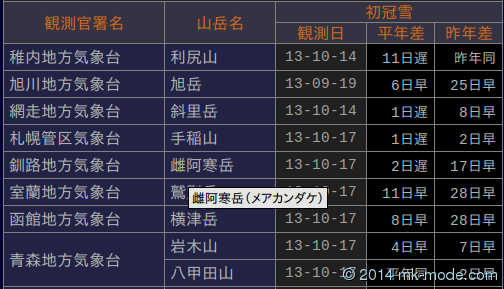 観測官署名 山岳名 初冠雪
観測日 平年差 昨年差
稚内地方気象台 利尻山 13-10-14 11日遅 昨年同
旭川地方気象台 旭岳 13-09-19 6日早 25日早
網走地方気象台 斜里岳 13-10-14 1日遅 8日早
札幌管区気象台 手稲山 13-10-17 1日遅 2日早
釧路地方気象台 雌阿寒岳 13-10-17 2日遅 17日早
室蘭地方気象台 13-10-17 11日早 28日早
雌阿寒岳(メアカンダケ)
函館地方気象台 横津岳 13-10-17 8日早 28日早
青森地方気象台 岩木山 13-10-17 4日早 7日早
八甲田山 13-10-17 平年同 2日早
© 2014 mk-mode.com